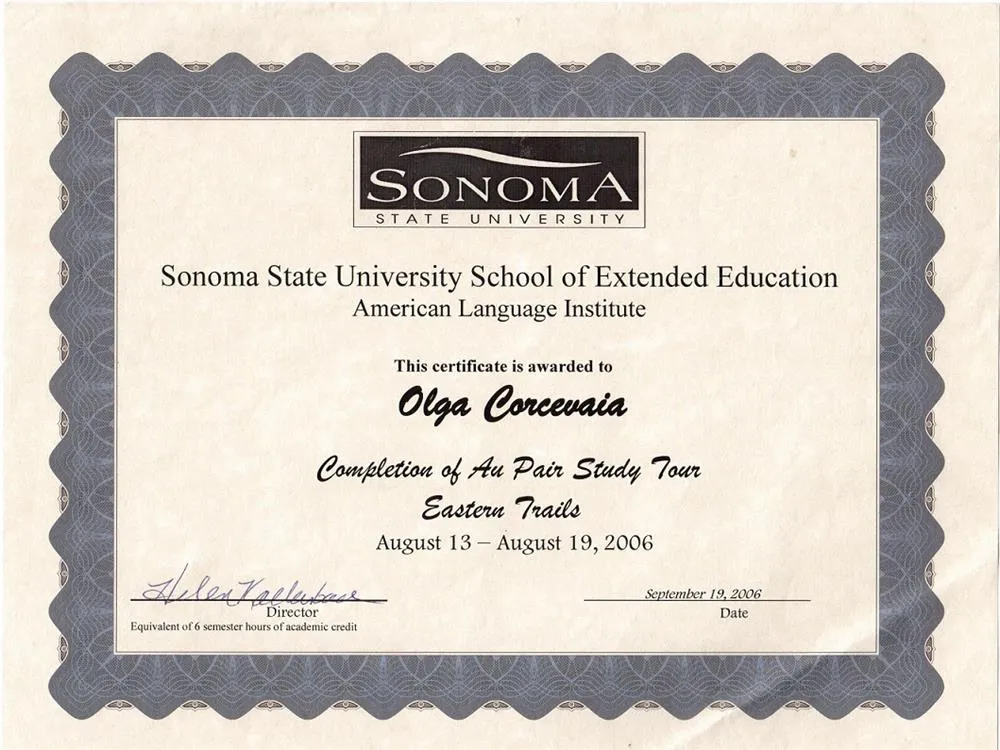 SONOMA
STATE UNIVERSITY
Sonoma State University School of Extended Education
American Language Institute
This certificate is awarded to
Olga Corcevaia
Completion of Au Pair Study Tour
Eastern Trails
August 13 – August 19, 2006
Helen
September 19, 2006
Director
Date
Equivalent of 6 semester hours of academic credit